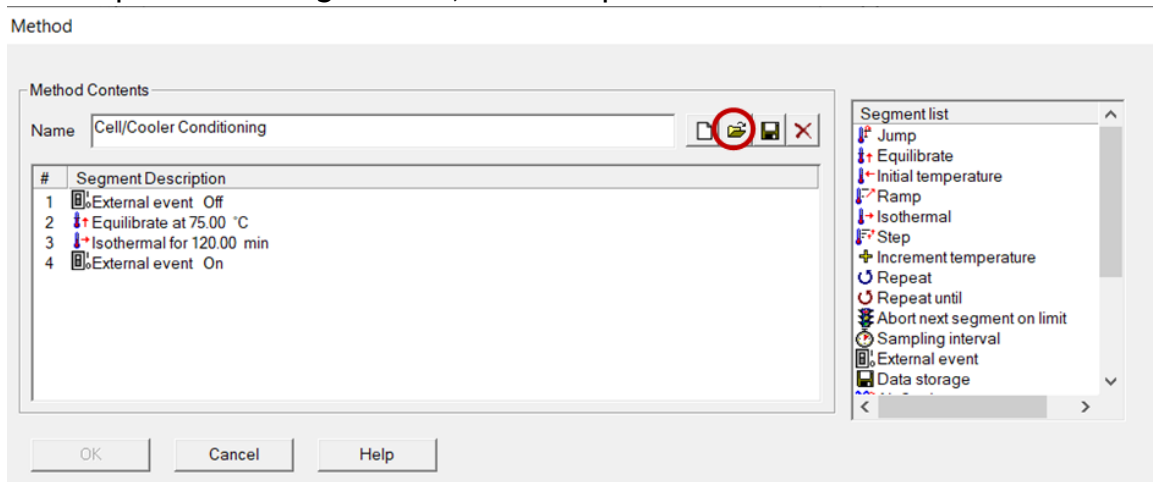 Method
Method Contents
Name Cell/Cooler Conditioning
# Segment Description
1 External event Off
2 Equilibrate at 75.00 °C
3 Isothermal for 120.00 min
4 External event On
Segment list
Jump
Equilibrate
Initial temperature
Ramp
Isothermal
Step
Increment temperature
Repeat
Repeat until
Abort next segment on limit
Sampling interval
External event
Data storage
OK Cancel Help